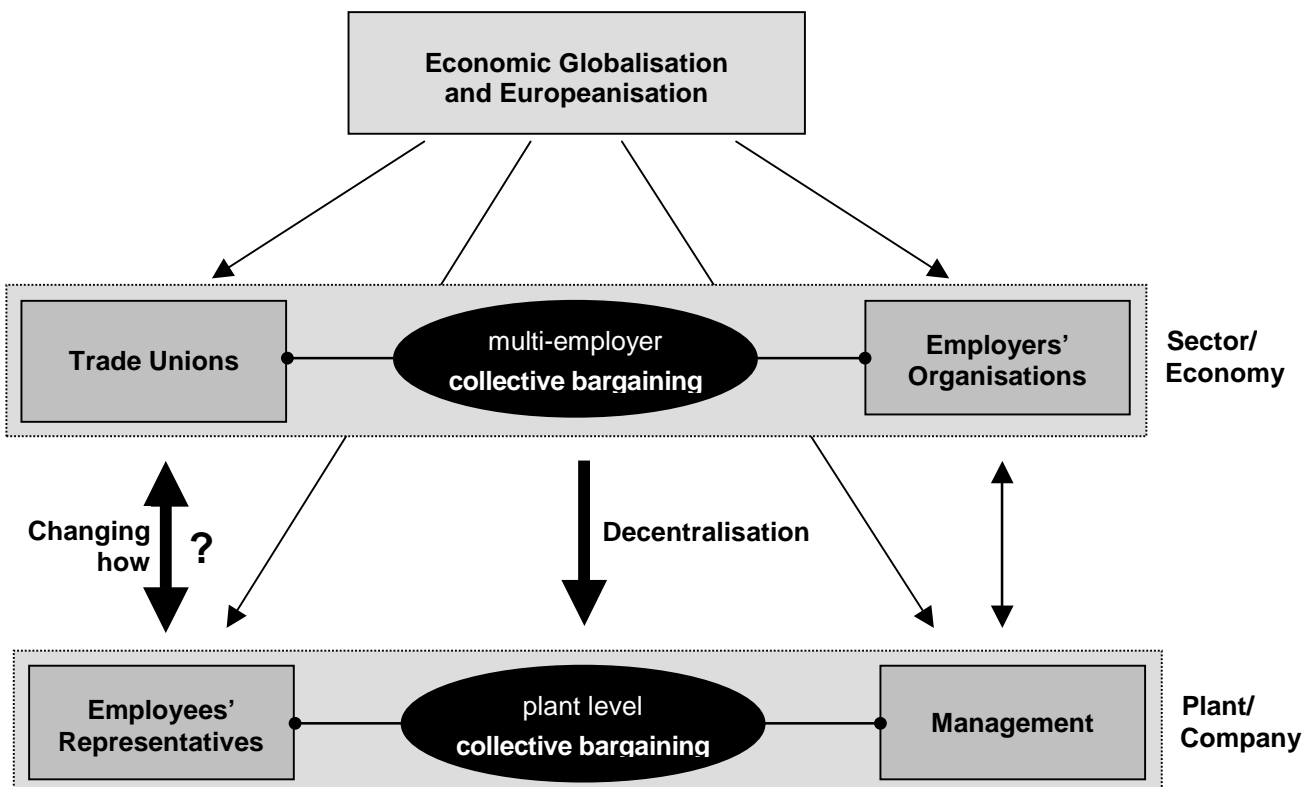 Economic Globalisation
and Europeanisation
Trade Unions
multi-employer
collective bargaining
Employers’
Organisations
Sector/
Economy
Changing
how
?
Decentralisation
Employees’
Representatives
plant level
collective bargaining
Management
Plant/
Company